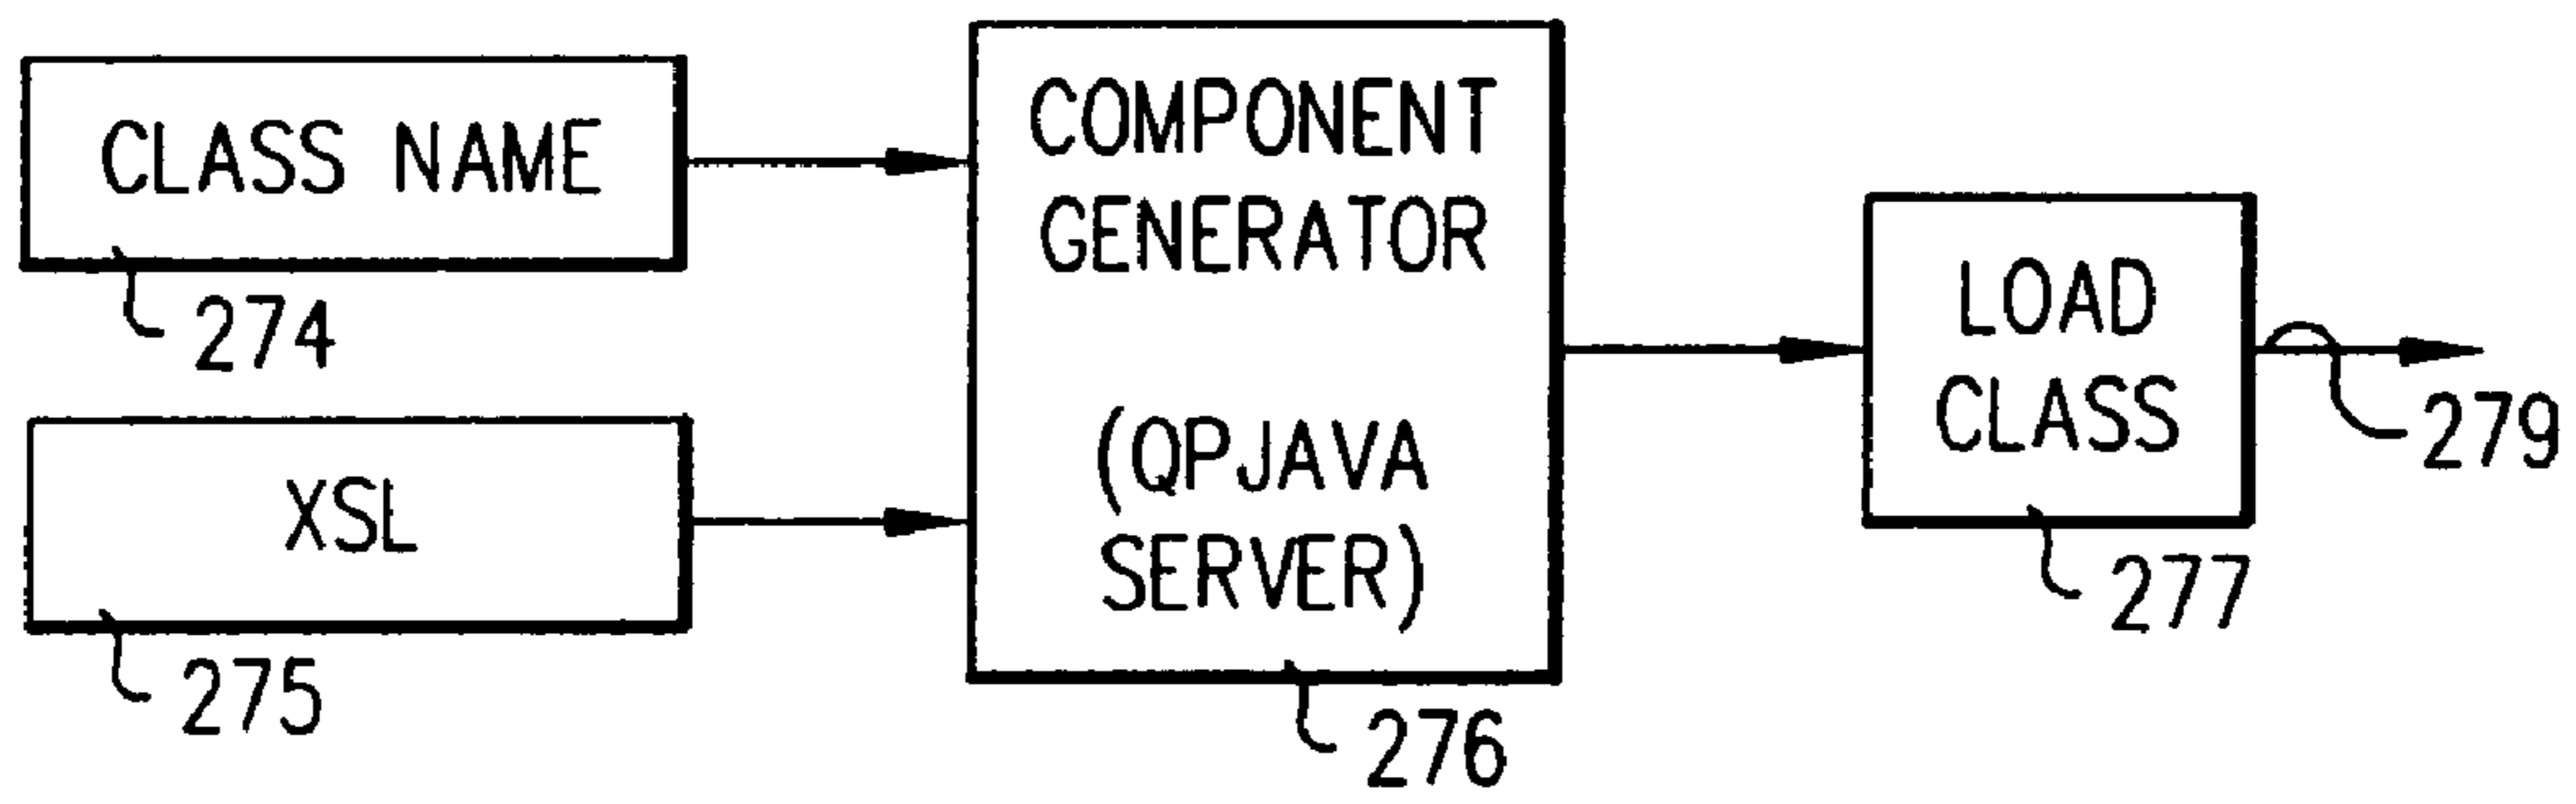 CLASS NAME
274
XSL
275
COMPONENT
GENERATOR
(QPJAVA
SERVER)
276
LOAD
CLASS
277
279